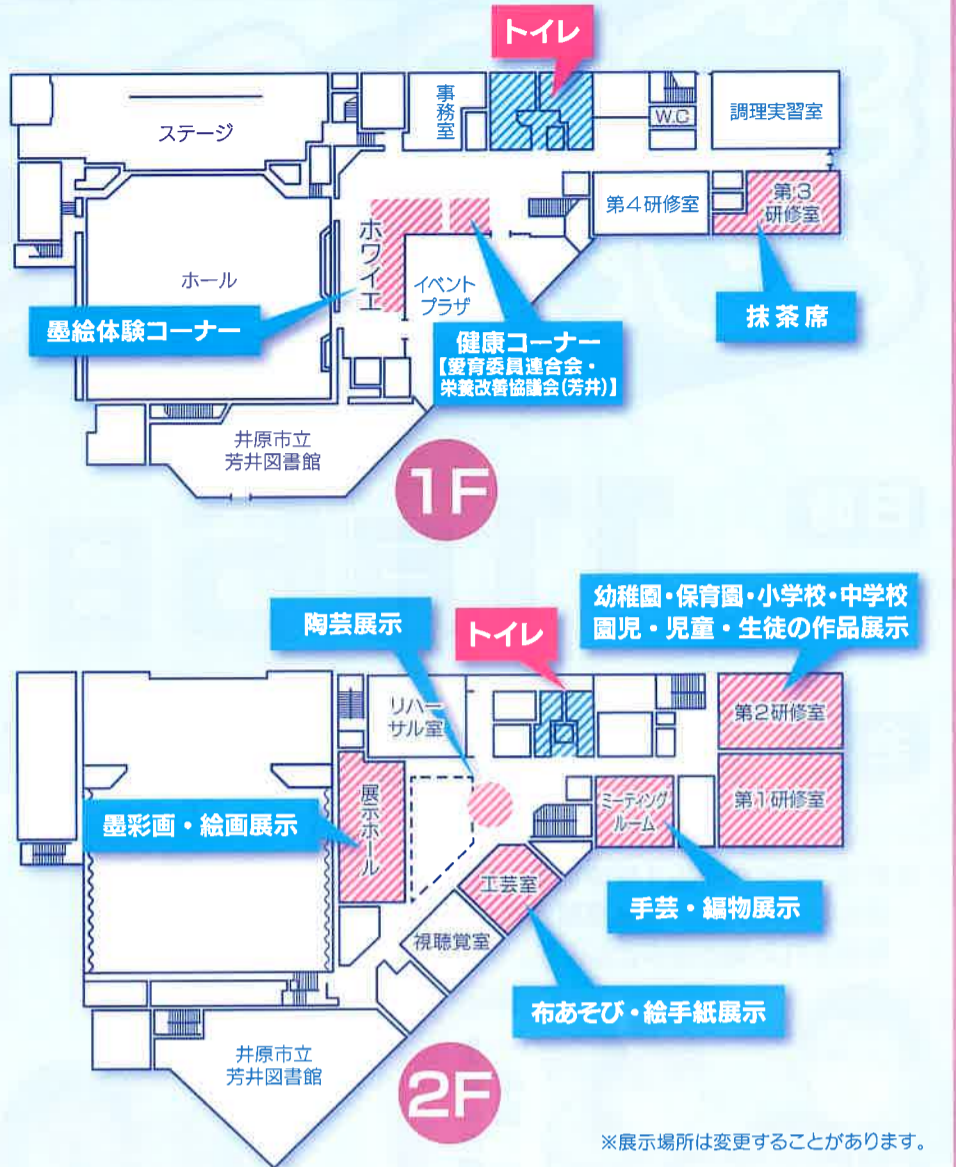 トイレ
事務室
W.C
調理実習室
ステージ
第3
研修室
第4研修室
ホワイエ
ホール
イベント
プラザ
墨絵体験コーナー
健康コーナー
【愛育委員連合会・
栄養改善協議会(芳井)】
抹茶席
井原市立
芳井図書館
1F
幼稚園・保育園・小学校・中学校
園児・児童・生徒の作品展示
陶芸展示
トイレ
リハー
サル室
第2研修室
展示ホール
ミーティング
ルーム
第1研修室
墨彩画・絵画展示
工芸室
手芸・編物展示
視聴覚室
布あそび・絵手紙展示
井原市立
芳井図書館
2F
※展示場所は変更することがあります。